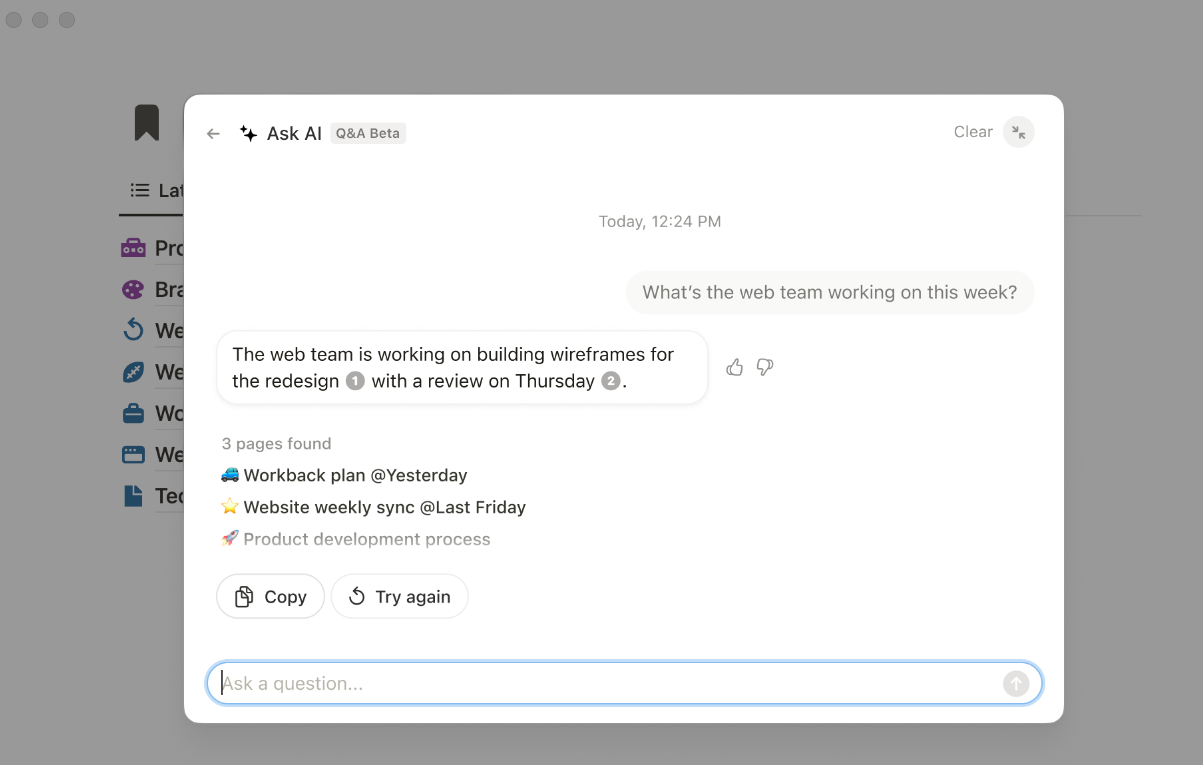 Ask AI Q&A Beta
Clear
Lat
Today, 12:24 PM
Pro
What's the web team working on this week?
Bra
We
The web team is working on building wireframes for
the redesign 1 with a review on Thursday 2.
We
Wo
3 pages found
We
Workback plan @Yesterday
Tec
Website weekly sync @Last Friday
Product development process
Copy
Try again
Ask a question...